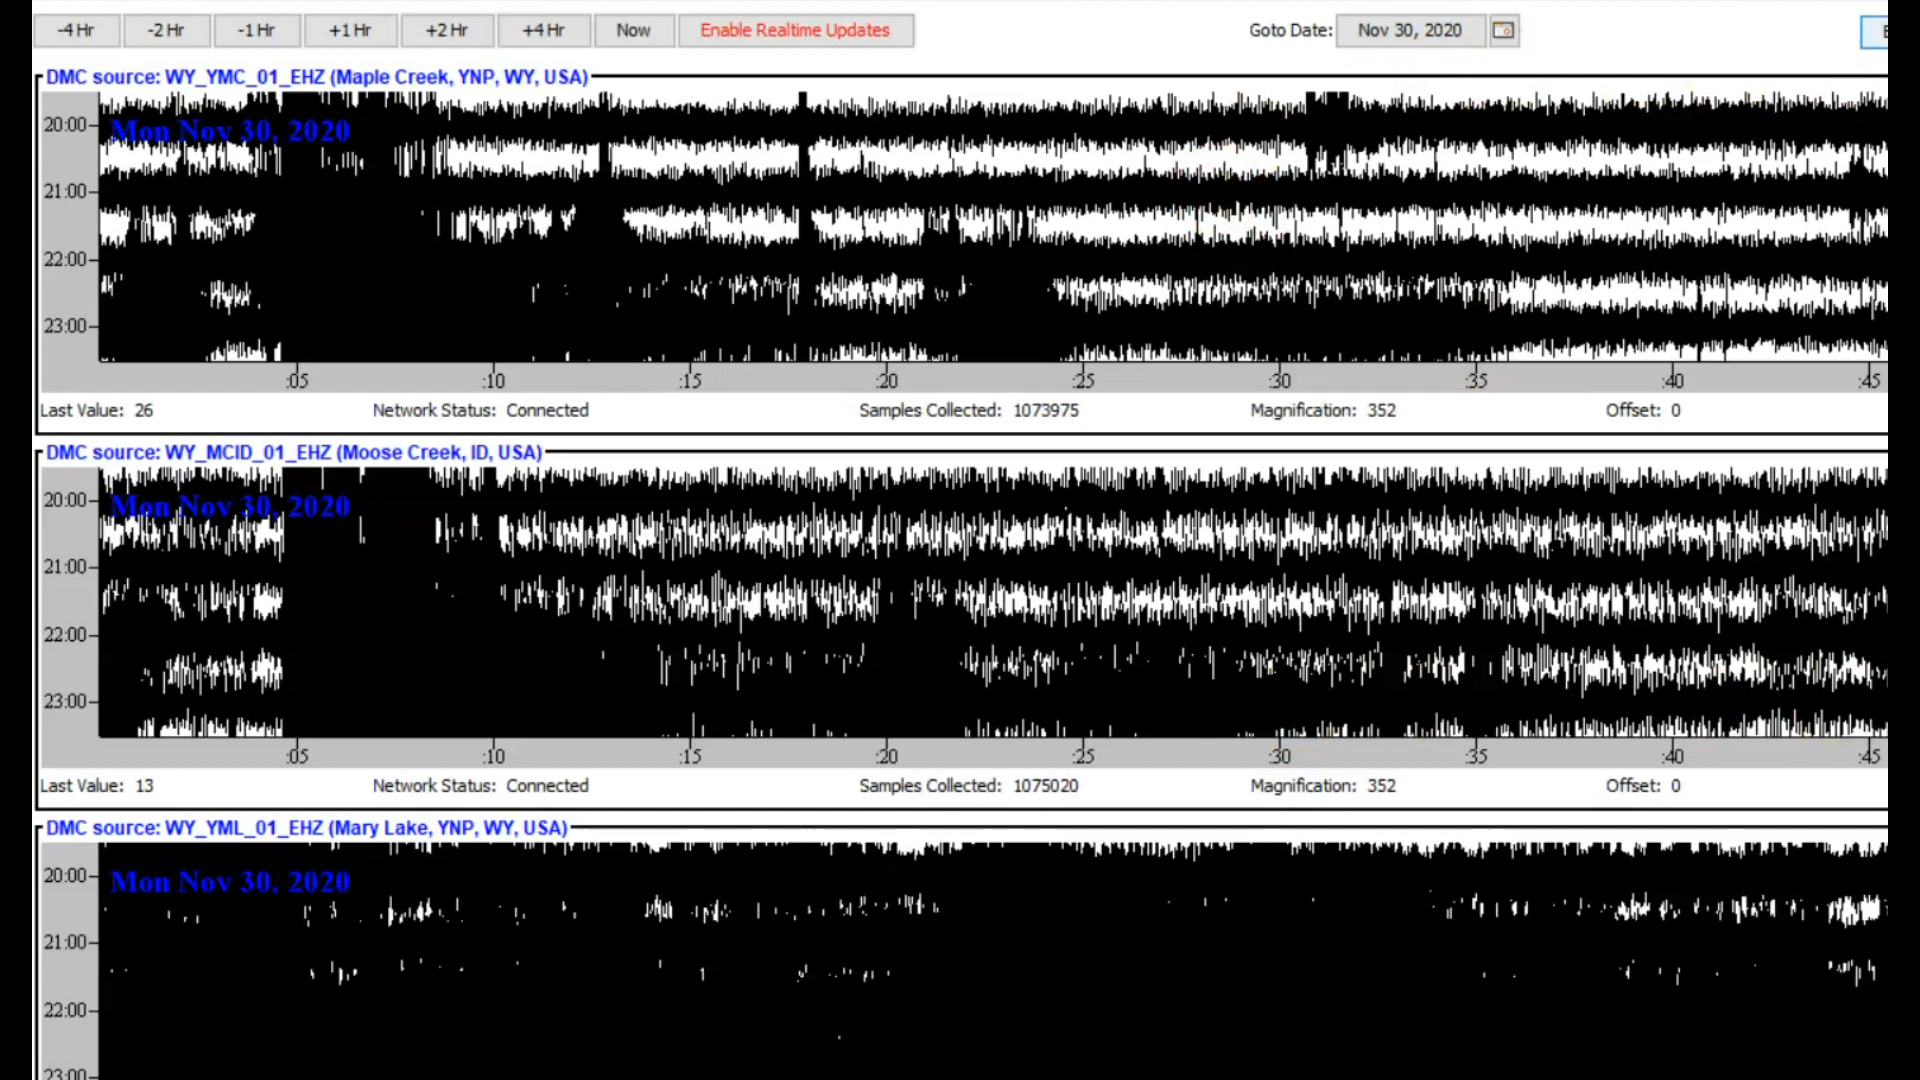 -4 Hr -2 Hr -1 Hr +1 Hr +2 Hr +4 Hr Now Enable Realtime Updates Goto Date: Nov 30, 2020
DMC source: WY_YMC_01_EHZ (Maple Creek, YNP, WY, USA)
Mon Nov 30, 2020
20:00
21:00
22:00
23:00
:05 :10 :15 :20 :25 :30 :35 :40 :45
Last Value: 26 Network Status: Connected Samples Collected: 1073975 Magnification: 352 Offset: 0
DMC source: WY_MCID_01_EHZ (Moose Creek, ID, USA)
20:00
Mon Nov 30, 2020
21:00
22:00
23:00
:05 :10 :15 :20 :25 :30 :35 :40 :45
Last Value: 13 Network Status: Connected Samples Collected: 1075020 Magnification: 352 Offset: 0
DMC source: WY_YML_01_EHZ (Mary Lake, YNP, WY, USA)
20:00
Mon Nov 30, 2020
21:00
22:00
23:00